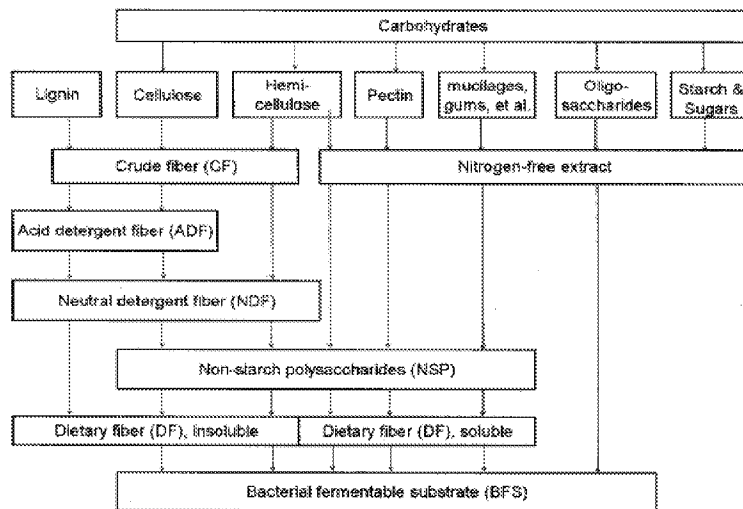 Carbohydrates
Lignin
Cellulose
Hemi-
cellulose
Pectin
mucilages,
gums, et al.
Oligo-
saccharides
Starch &
Sugars
Crude fiber (CF)
Nitrogen-free extract
Acid detergent fiber (ADF)
Neutral detergent fiber (NDF)
Non-starch polysaccharides (NSP)
Dietary fiber (DF), insoluble
Dietary fiber (DF), soluble
Bacterial fermentable substrate (BFS)